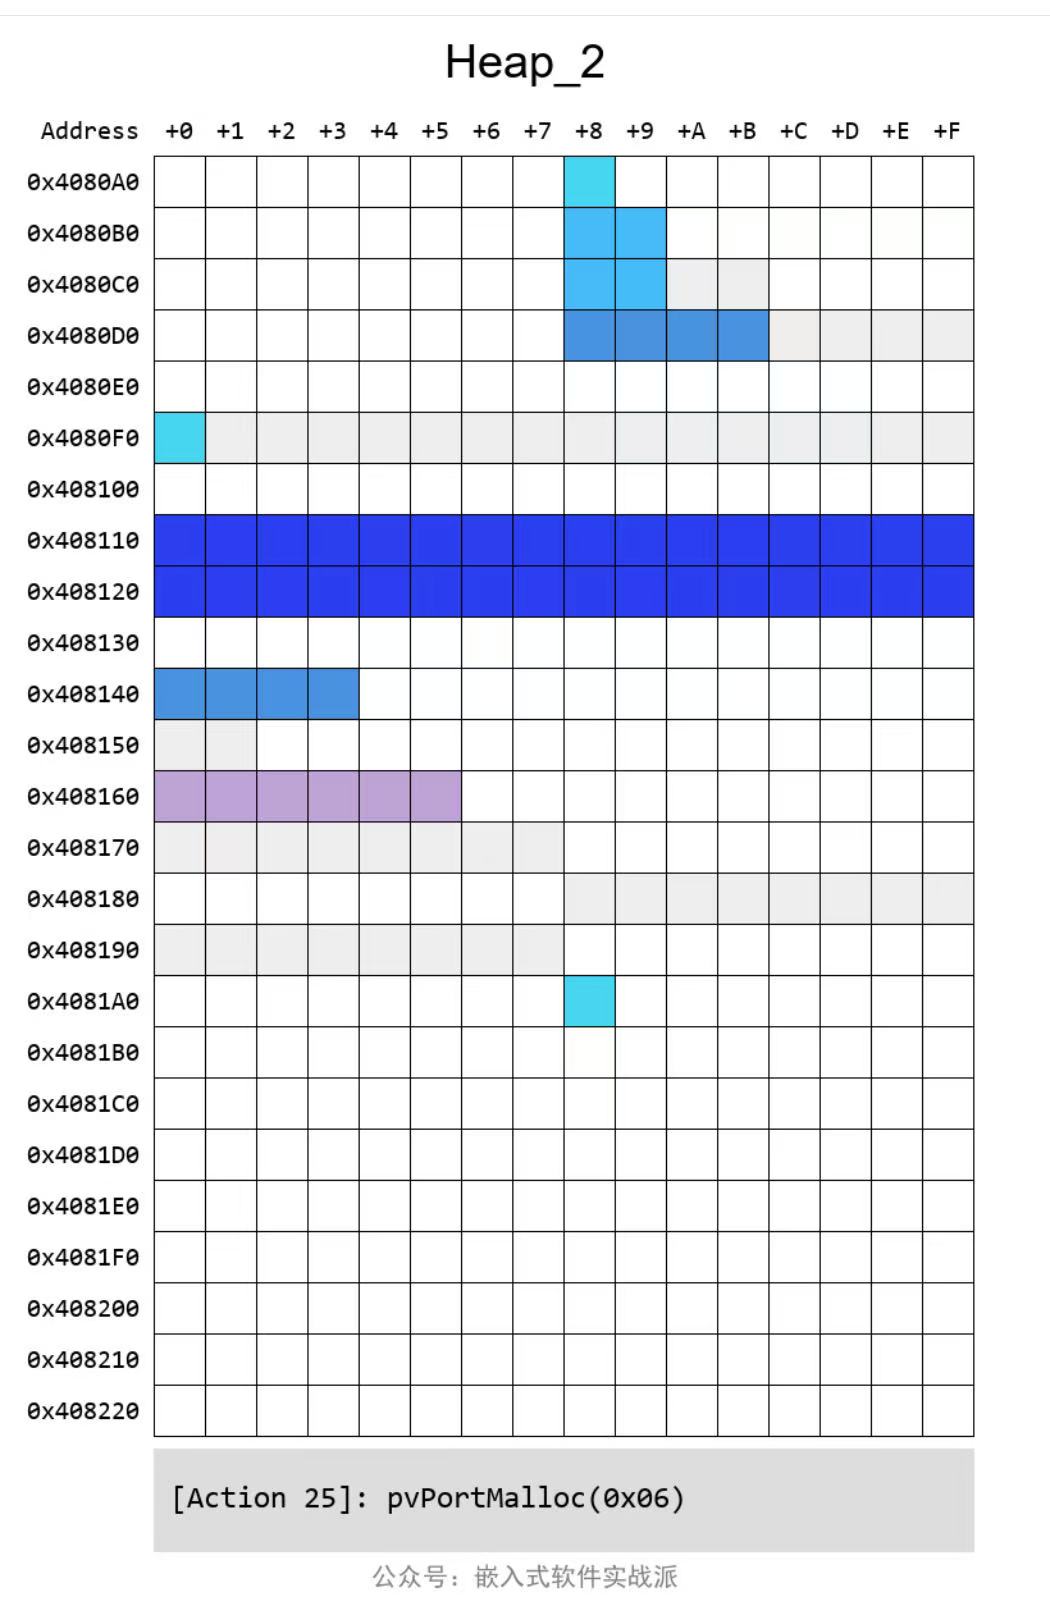 Heap_2
Address +0 +1 +2 +3 +4 +5 +6 +7 +8 +9 +A +B +C +D +E +F
0x4080A0
0x4080B0
0x4080C0
0x4080D0
0x4080E0
0x4080F0
0x408100
0x408110
0x408120
0x408130
0x408140
0x408150
0x408160
0x408170
0x408180
0x408190
0x4081A0
0x4081B0
0x4081C0
0x4081D0
0x4081E0
0x4081F0
0x408200
0x408210
0x408220
[Action 25]: pvPortMalloc(0x06)
公众号：嵌入式软件实战派